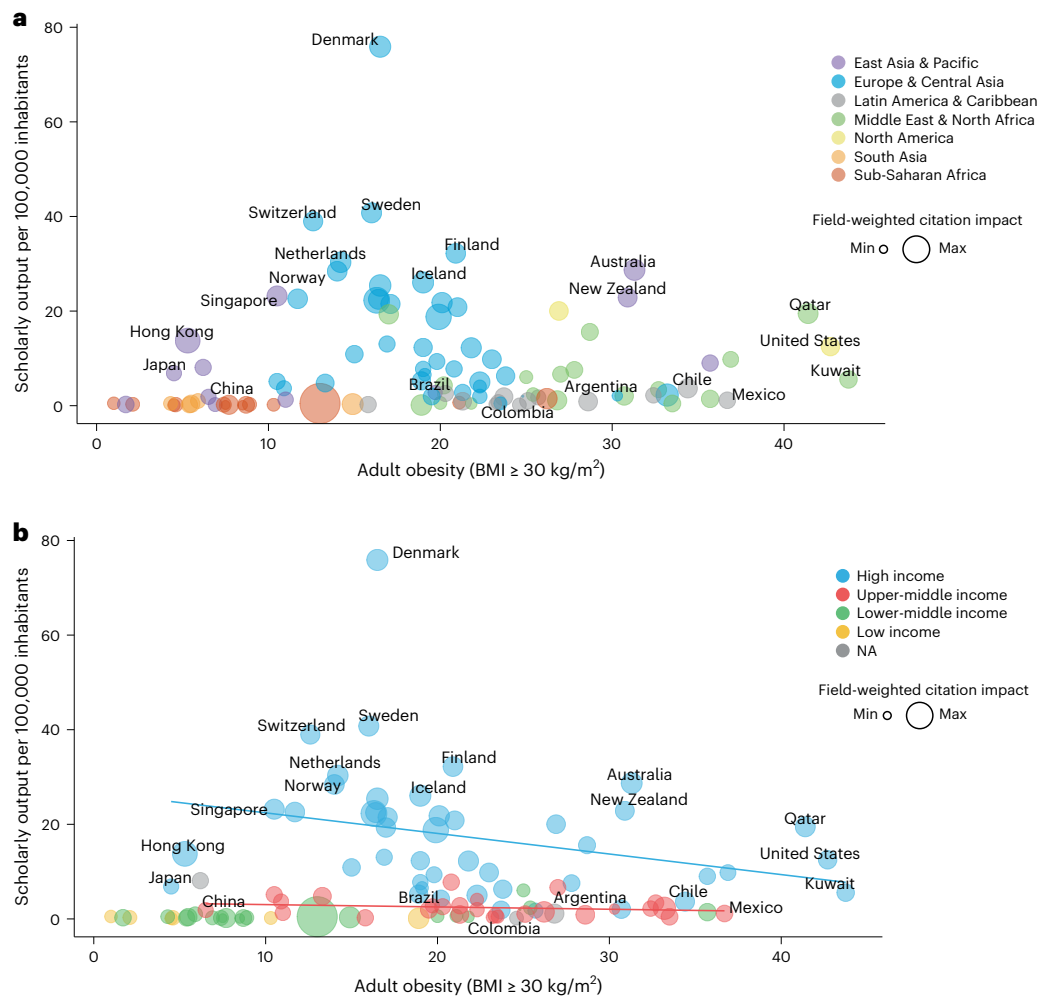 a
80
60
40
20
0
Scholarly output per 100,000 inhabitants
Denmark
Switzerland
Sweden
Netherlands
Norway
Finland
Iceland
Singapore
Hong Kong
Japan
China
Brazil
Colombia
Argentina
Australia
New Zealand
Chile
Mexico
Qatar
United States
Kuwait
East Asia & Pacific
Europe & Central Asia
Latin America & Caribbean
Middle East & North Africa
North America
South Asia
Sub-Saharan Africa
Field-weighted citation impact
Min Max
0 10 20 30 40
Adult obesity (BMI ≥ 30 kg/m²)
b
80
60
40
20
0
Scholarly output per 100,000 inhabitants
Denmark
Switzerland
Sweden
Netherlands
Norway
Finland
Iceland
Singapore
Hong Kong
Japan
China
Brazil
Colombia
Argentina
Australia
New Zealand
Chile
Mexico
Qatar
United States
Kuwait
High income
Upper-middle income
Lower-middle income
Low income
NA
Field-weighted citation impact
Min Max
0 10 20 30 40
Adult obesity (BMI ≥ 30 kg/m²)